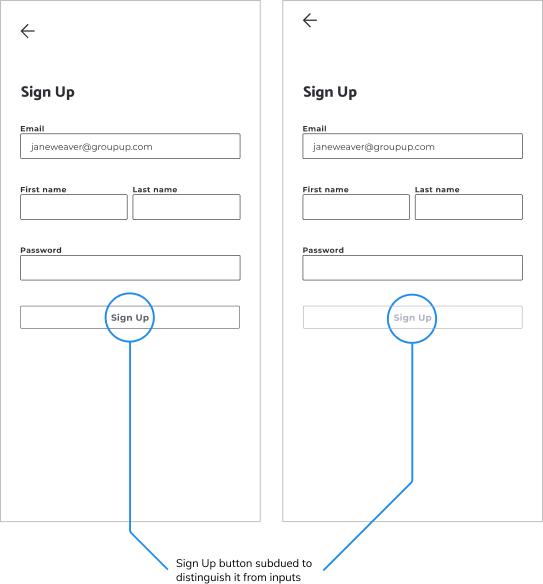 Sign Up
Email
janeweaver@groupup.com
First name
Last name
Password
Sign Up
Sign Up
Email
janeweaver@groupup.com
First name
Last name
Password
Sign Up
Sign Up button subdued to
distinguish it from inputs